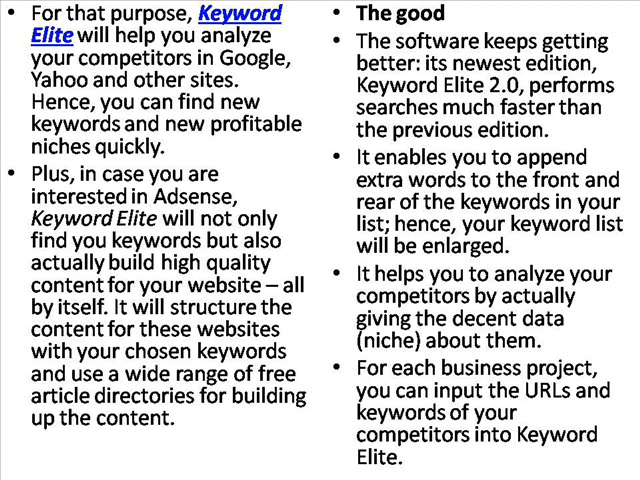 • For that purpose, Keyword
Elite will help you analyze
your competitors in Google,
Yahoo and other sites.
Hence, you can find new
keywords and new profitable
niches quickly.
• Plus, in case you are
interested in Adsense,
Keyword Elite will not only
find you keywords but also
actually build high quality
content for your website – all
by itself. It will structure the
content for these websites
with your chosen keywords
and use a wide range of free
article directories for building
up the content.
• The good
• The software keeps getting
better: its newest edition,
Keyword Elite 2.0, performs
searches much faster than
the previous edition.
• It enables you to append
extra words to the front and
rear of the keywords in your
list; hence, your keyword list
will be enlarged.
• It helps you to analyze your
competitors by actually
giving the decent data
(niche) about them.
• For each business project,
you can input the URLs and
keywords of your
competitors into Keyword
Elite.